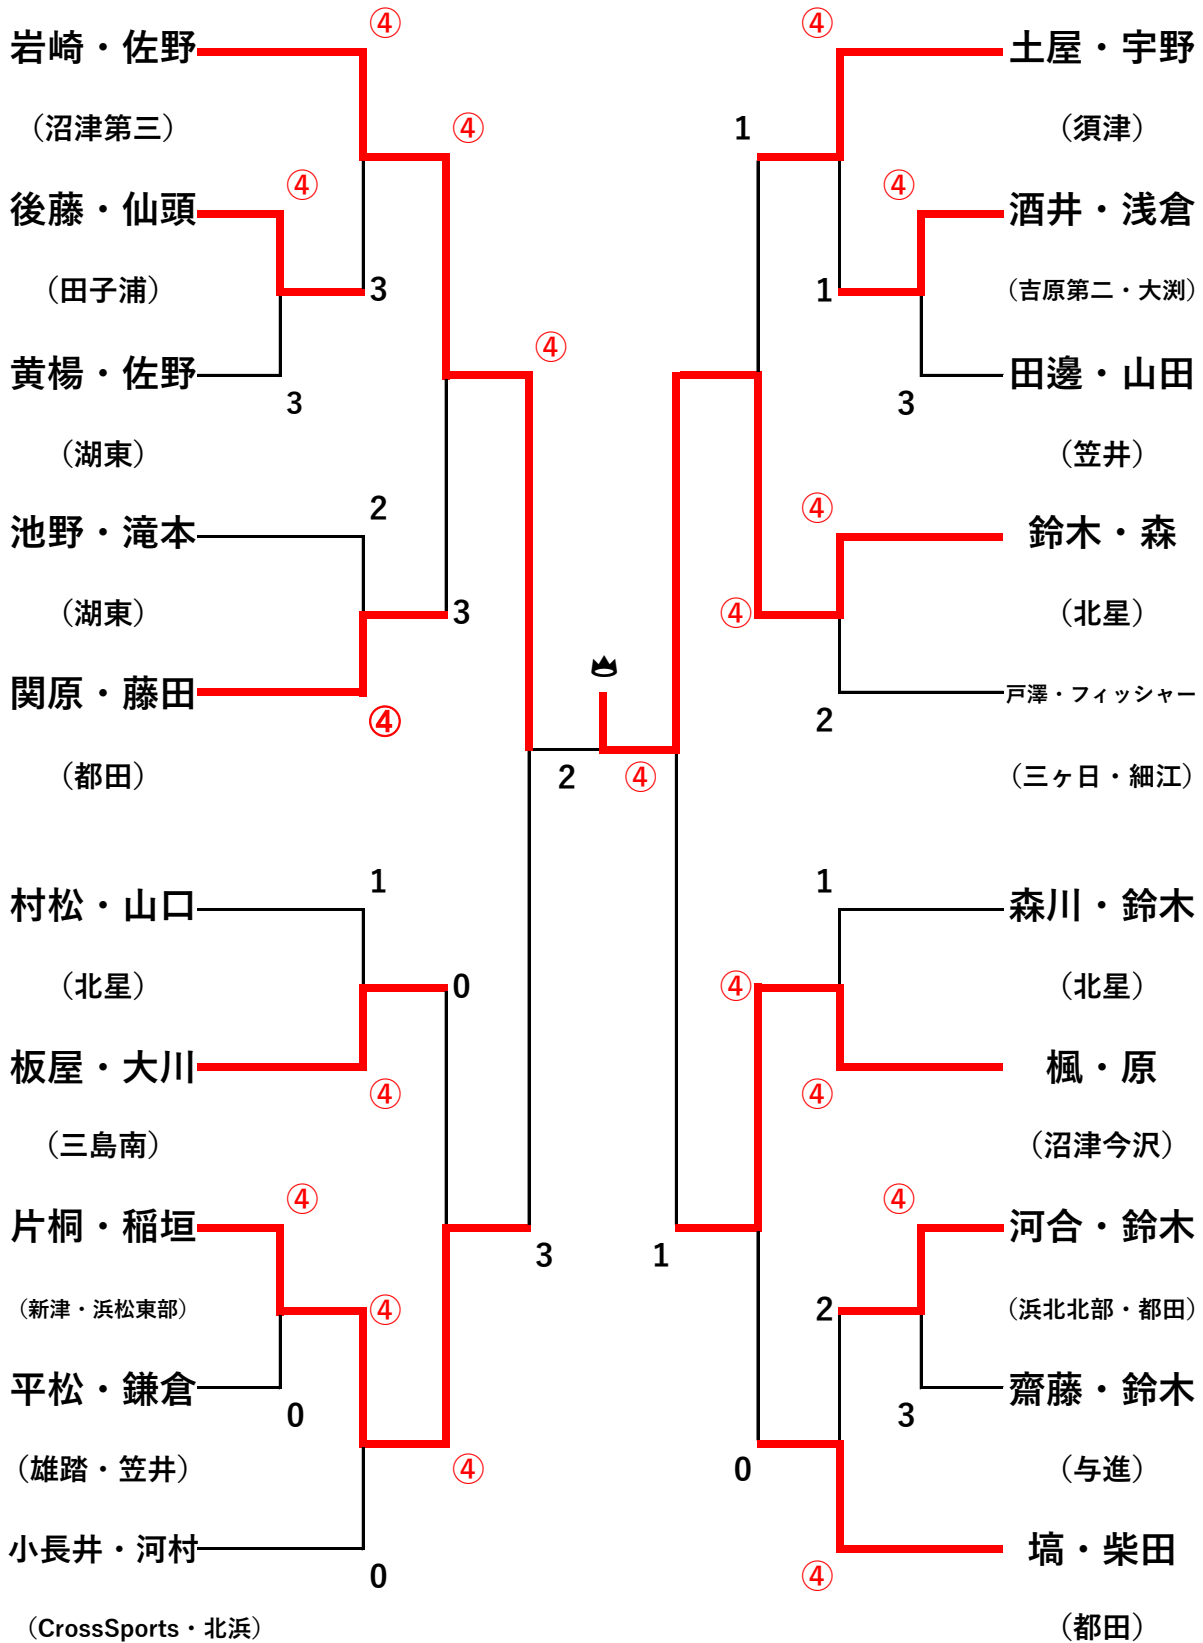 ④
岩崎・佐野
（沼津第三）
④
④
後藤・仙頭
（田子浦）
3
黄楊・佐野
3
（湖東）
④
2
池野・滝本
（湖東）
3
関原・藤田
④
（都田）
1
村松・山口
（北星）
0
板屋・大川
④
（三島南）
④
片桐・稲垣
3
（新津・浜松東部）
④
平松・鎌倉
0
（雄踏・笠井）
④
小長井・河村
0
（CrossSports・北浜）
2
④
④
土屋・宇野
1
（須津）
④
酒井・浅倉
1
（吉原第二・大渕）
田邊・山田
3
（笠井）
④
鈴木・森
④
（北星）
戸澤・フィッシャー
2
（三ヶ日・細江）
1
森川・鈴木
④
（北星）
楓・原
④
（沼津今沢）
④
河合・鈴木
1
2
（浜北北部・都田）
齋藤・鈴木
3
0
（与進）
塙・柴田
④
（都田）